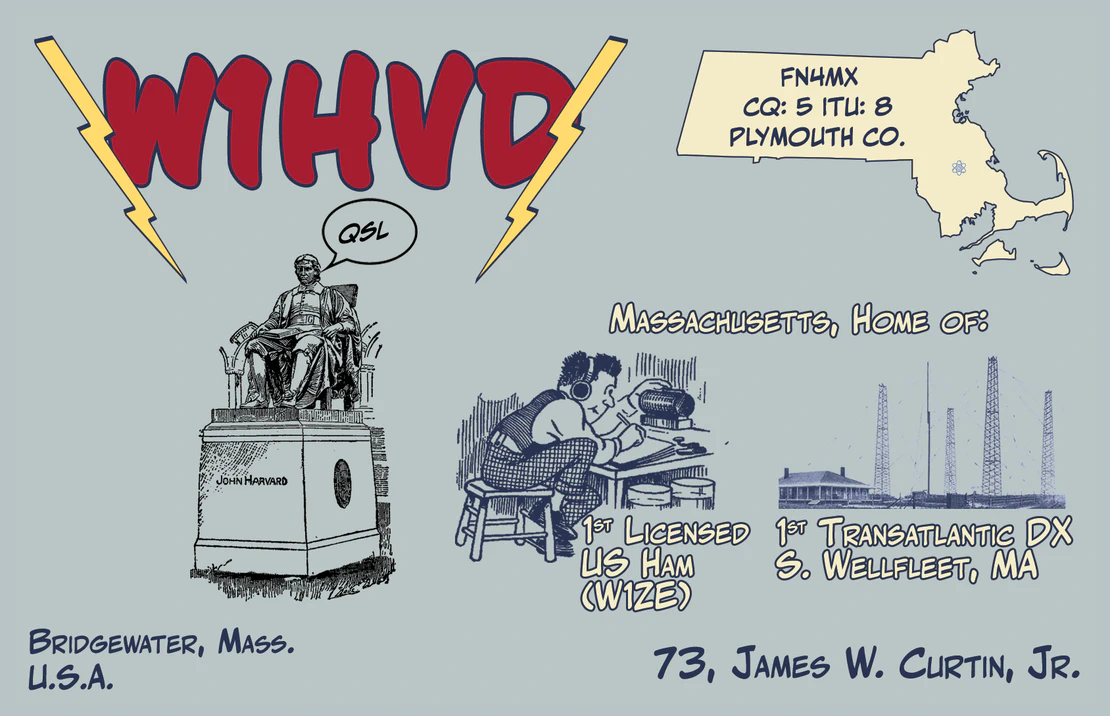 W1HVD
FN4MX
CQ: 5 ITU: 8
PLYMOUTH CO.
QSL
JOHN HARVARD
MASSACHUSETTS, HOME OF:
1ST LICENSED
US HAM
(W1ZE)
1ST TRANSATLANTIC DX
S. WELLFLEET, MA
BRIDGEWATER, MASS.
U.S.A.
73, JAMES W. CURTIN, JR.